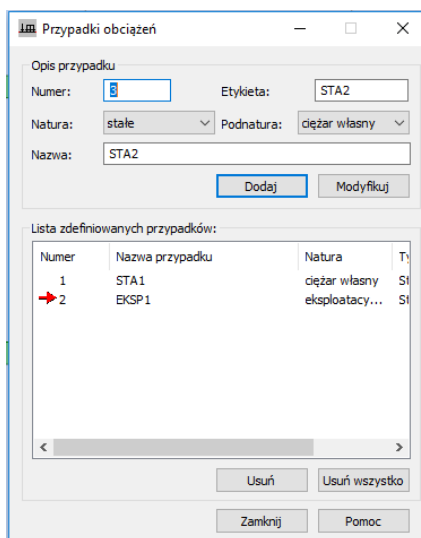 Przypadki obciążeń
Opis przypadku
Numer: 3 Etykieta: STA2
Natura: stałe Podnatura: ciężar własny
Nazwa: STA2
Dodaj Modyfikuj
Lista zdefiniowanych przypadków:
Numer Nazwa przypadku Natura
1 STA1 ciężar własny
2 EKSP1 eksploatacy...
Usuń Usuń wszystko
Zamknij Pomoc